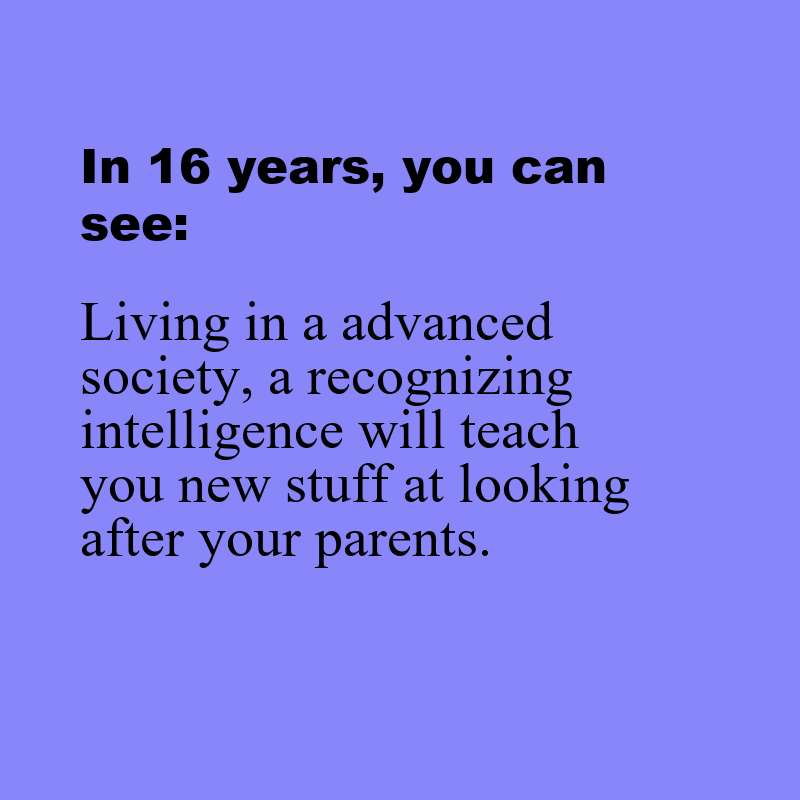 In 16 years, you can
see:
Living in a advanced
society, a recognizing
intelligence will teach
you new stuff at looking
after your parents.